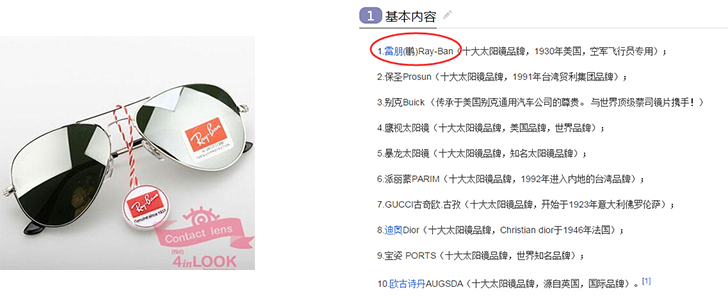 Ray-Ban
Ray-Ban
Genuine since 1937
Contact lens
4inLOOK
1 基本内容
1.雷朋(鹏)Ray-Ban（十大太阳镜品牌，1930年美国，空军飞行员专用）；
2.保圣Prosun（十大太阳镜品牌，1991年台湾贸利集团品牌）；
3.别克Buick （传承于美国别克通用汽车公司的尊贵。 与世界顶级蔡司镜片携手！）
4.鹰视太阳镜（十大太阳镜品牌，美国品牌，世界品牌）；
5.暴龙太阳镜（十大太阳镜品牌，知名太阳镜品牌）；
6.派丽蒙PARIM（十大太阳镜品牌，1992年进入内地的台湾品牌）；
7.GUCCI古奇欧.古孜（十大太阳镜品牌，开始于1923年意大利佛罗伦萨）；
8.迪奥Dior（十大太阳镜品牌，Christian dior于1946年法国）；
9.宝姿 PORTS（十大太阳镜品牌，世界知名品牌）；
10.欧古诗丹AUGSDA（十大太阳镜品牌，源自英国，国际品牌）。[1]